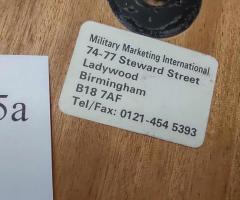 Military Marketing International
74-77 Steward Street
Ladywood
Birmingham
B18 7AF
Tel/Fax: 0121-454 5393
5a